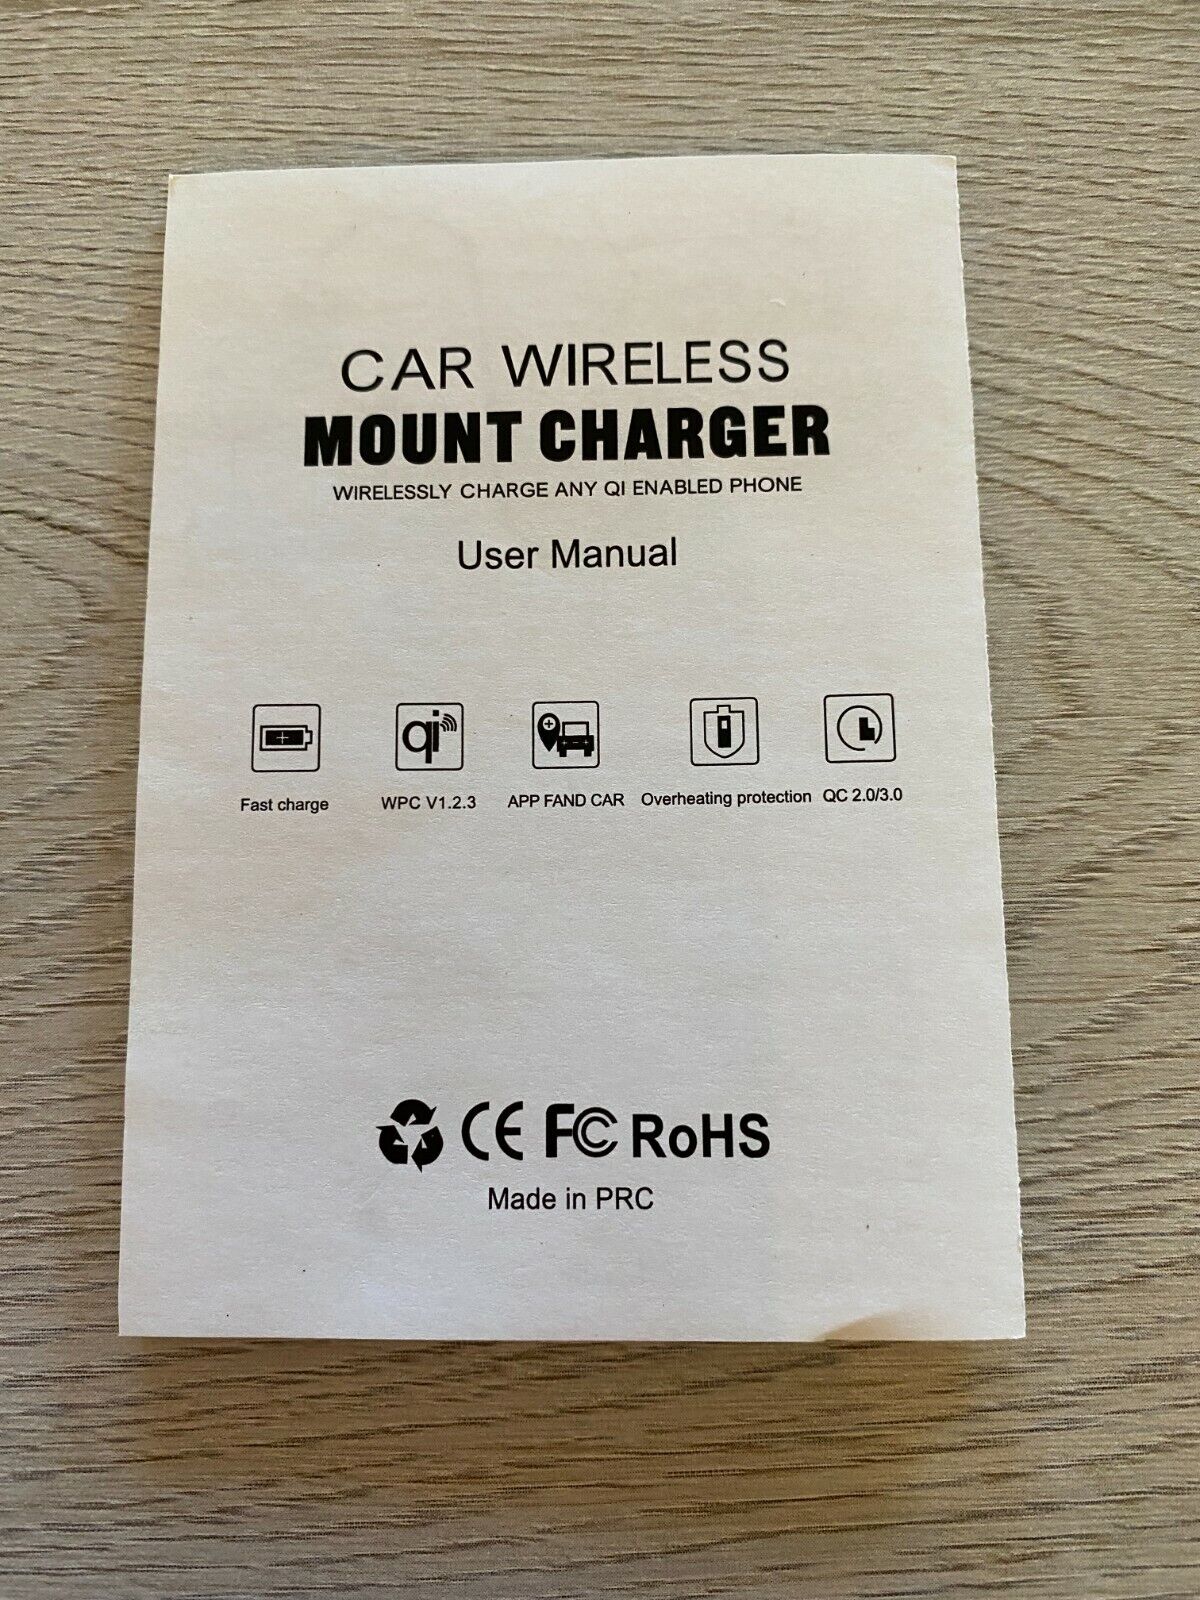 CAR WIRELESS
MOUNT CHARGER
WIRELESSLY CHARGE ANY QI ENABLED PHONE
User Manual
qi
Fast charge WPC V1.2.3 APP FAND CAR Overheating protection QC 2.0/3.0
CE FC RoHS
Made in PRC